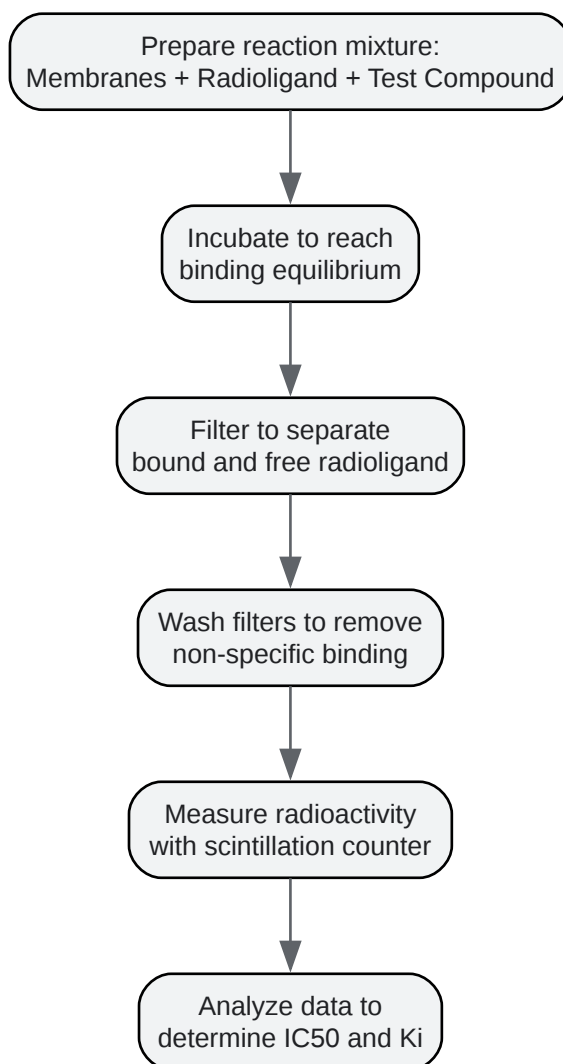 Prepare reaction mixture:
Membranes + Radioligand + Test Compound
Incubate to reach
binding equilibrium
Filter to separate
bound and free radioligand
Wash filters to remove
non-specific binding
Measure radioactivity
with scintillation counter
Analyze data to
determine IC50 and Ki